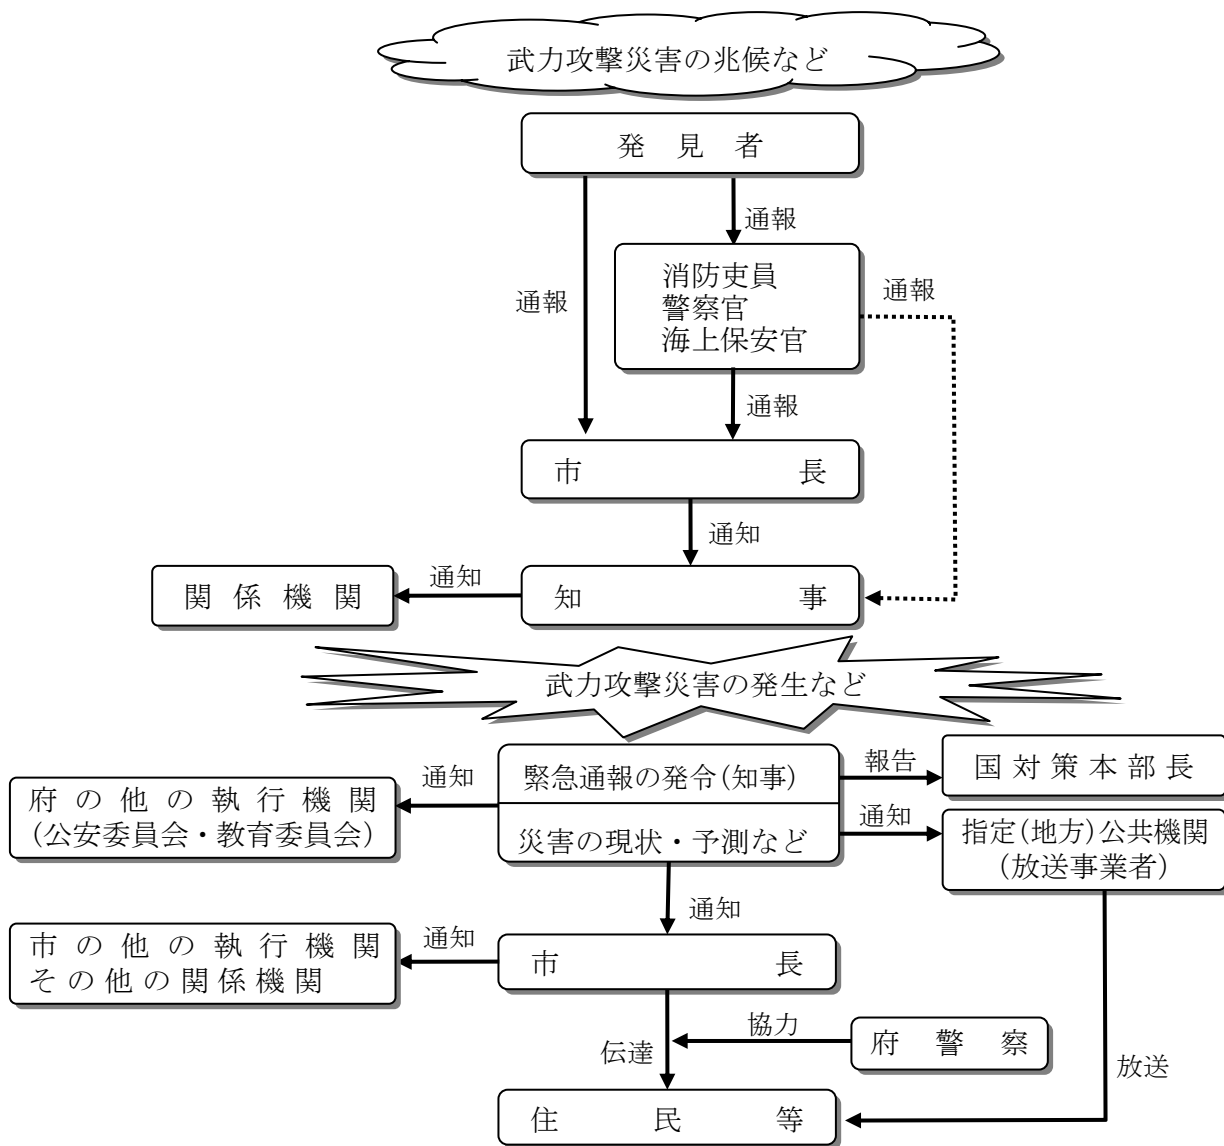 武力攻撃災害の兆候など
発見者
通報
通報
消防吏員
警察官
海上保安官
通報
通報
市長
通知
関係機関
通知
知事
武力攻撃災害の発生など
府の他の執行機関
(公安委員会・教育委員会)
通知
緊急通報の発令(知事)
災害の現状・予測など
報告
国対策本部長
通知
指定(地方)公共機関
(放送事業者)
通知
市の他の執行機関
その他の関係機関
通知
市長
協力
府警察
伝達
放送
住民等